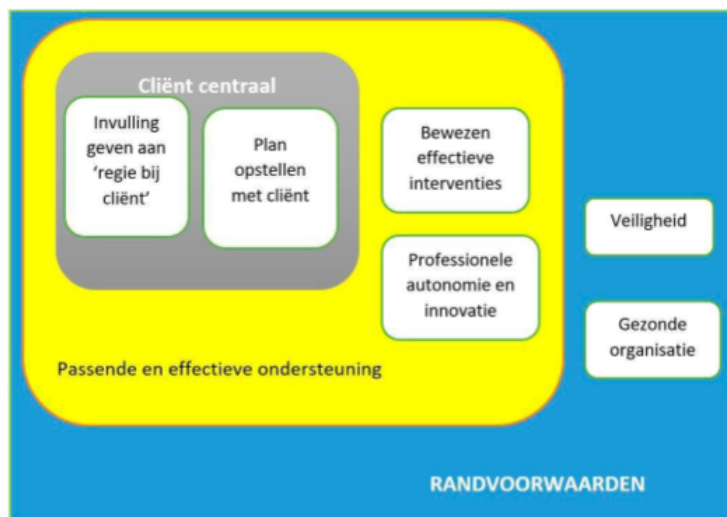 Cliënt centraal
Invulling
geven aan
‘regie bij
cliënt’
Plan
opstellen
met cliënt
Bewezen
effectieve
interventies
Professionele
autonomie en
innovatie
Passende en effectieve ondersteuning
Veiligheid
Gezonde
organisatie
RANDVOORWAARDEN